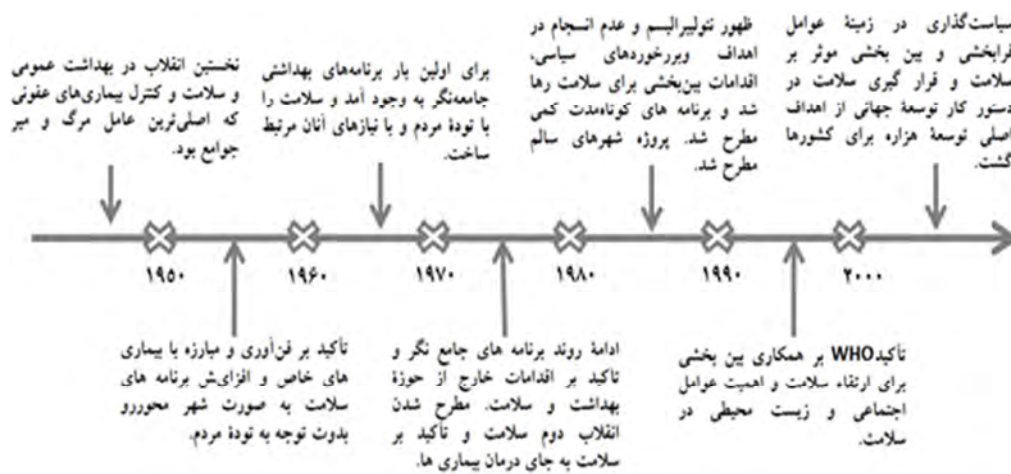 نخستین انقلاب در بهداشت عمومی
و سلامت و کنترل بیماری‌های عفونی
که اصلی‌ترین عامل مرگ و میر
جوامع بود.
برای اولین بار برنامه‌های بهداشتی
جامعه‌نگر به وجود آمد و سلامت را
با تودهٔ مردم و با نیازهای آنان مرتبط
ساخت.
ظهور نئولیبرالیسم و عدم انسجام در
اهداف وبررخوردهای سیاسی،
اقدامات بین‌بخشی برای سلامت رها
شد و برنامه های کوتاه‌مدت کمی
مطرح شد. پروژه شهرهای سالم
مطرح شد.
سیاست‌گذاری در زمینهٔ عوامل
فرابخشی و بین بخشی موثر بر
سلامت و قرار گیری سلامت در
دستور کار توسعهٔ جهانی از اهداف
اصلی توسعهٔ هزاره برای کشورها
گشت.
۱۹۵۰
۱۹۶۰
۱۹۷۰
۱۹۸۰
۱۹۹۰
۲۰۰۰
تأکید بر فن‌آوری و مبارزه با بیماری
های خاص و افزای‌ش برنامه های
سلامت به صورت شهر محوررو
بدوت توجه به تودهٔ مردم.
ادامهٔ روند برنامه های جامع نگر و
تاکید بر اقدامات خارج از حوزهٔ
بهداشت و سلامت. مطرح شدن
انقلاب دوم سلامت و تأکید بر
سلامت به جای درمان بیماری ها.
تأکیدWHO بر همکاری بین بخشی
برای ارتقاء سلامت و اهمیت عوامل
اجتماعی و زیست محیطی در
سلامت.